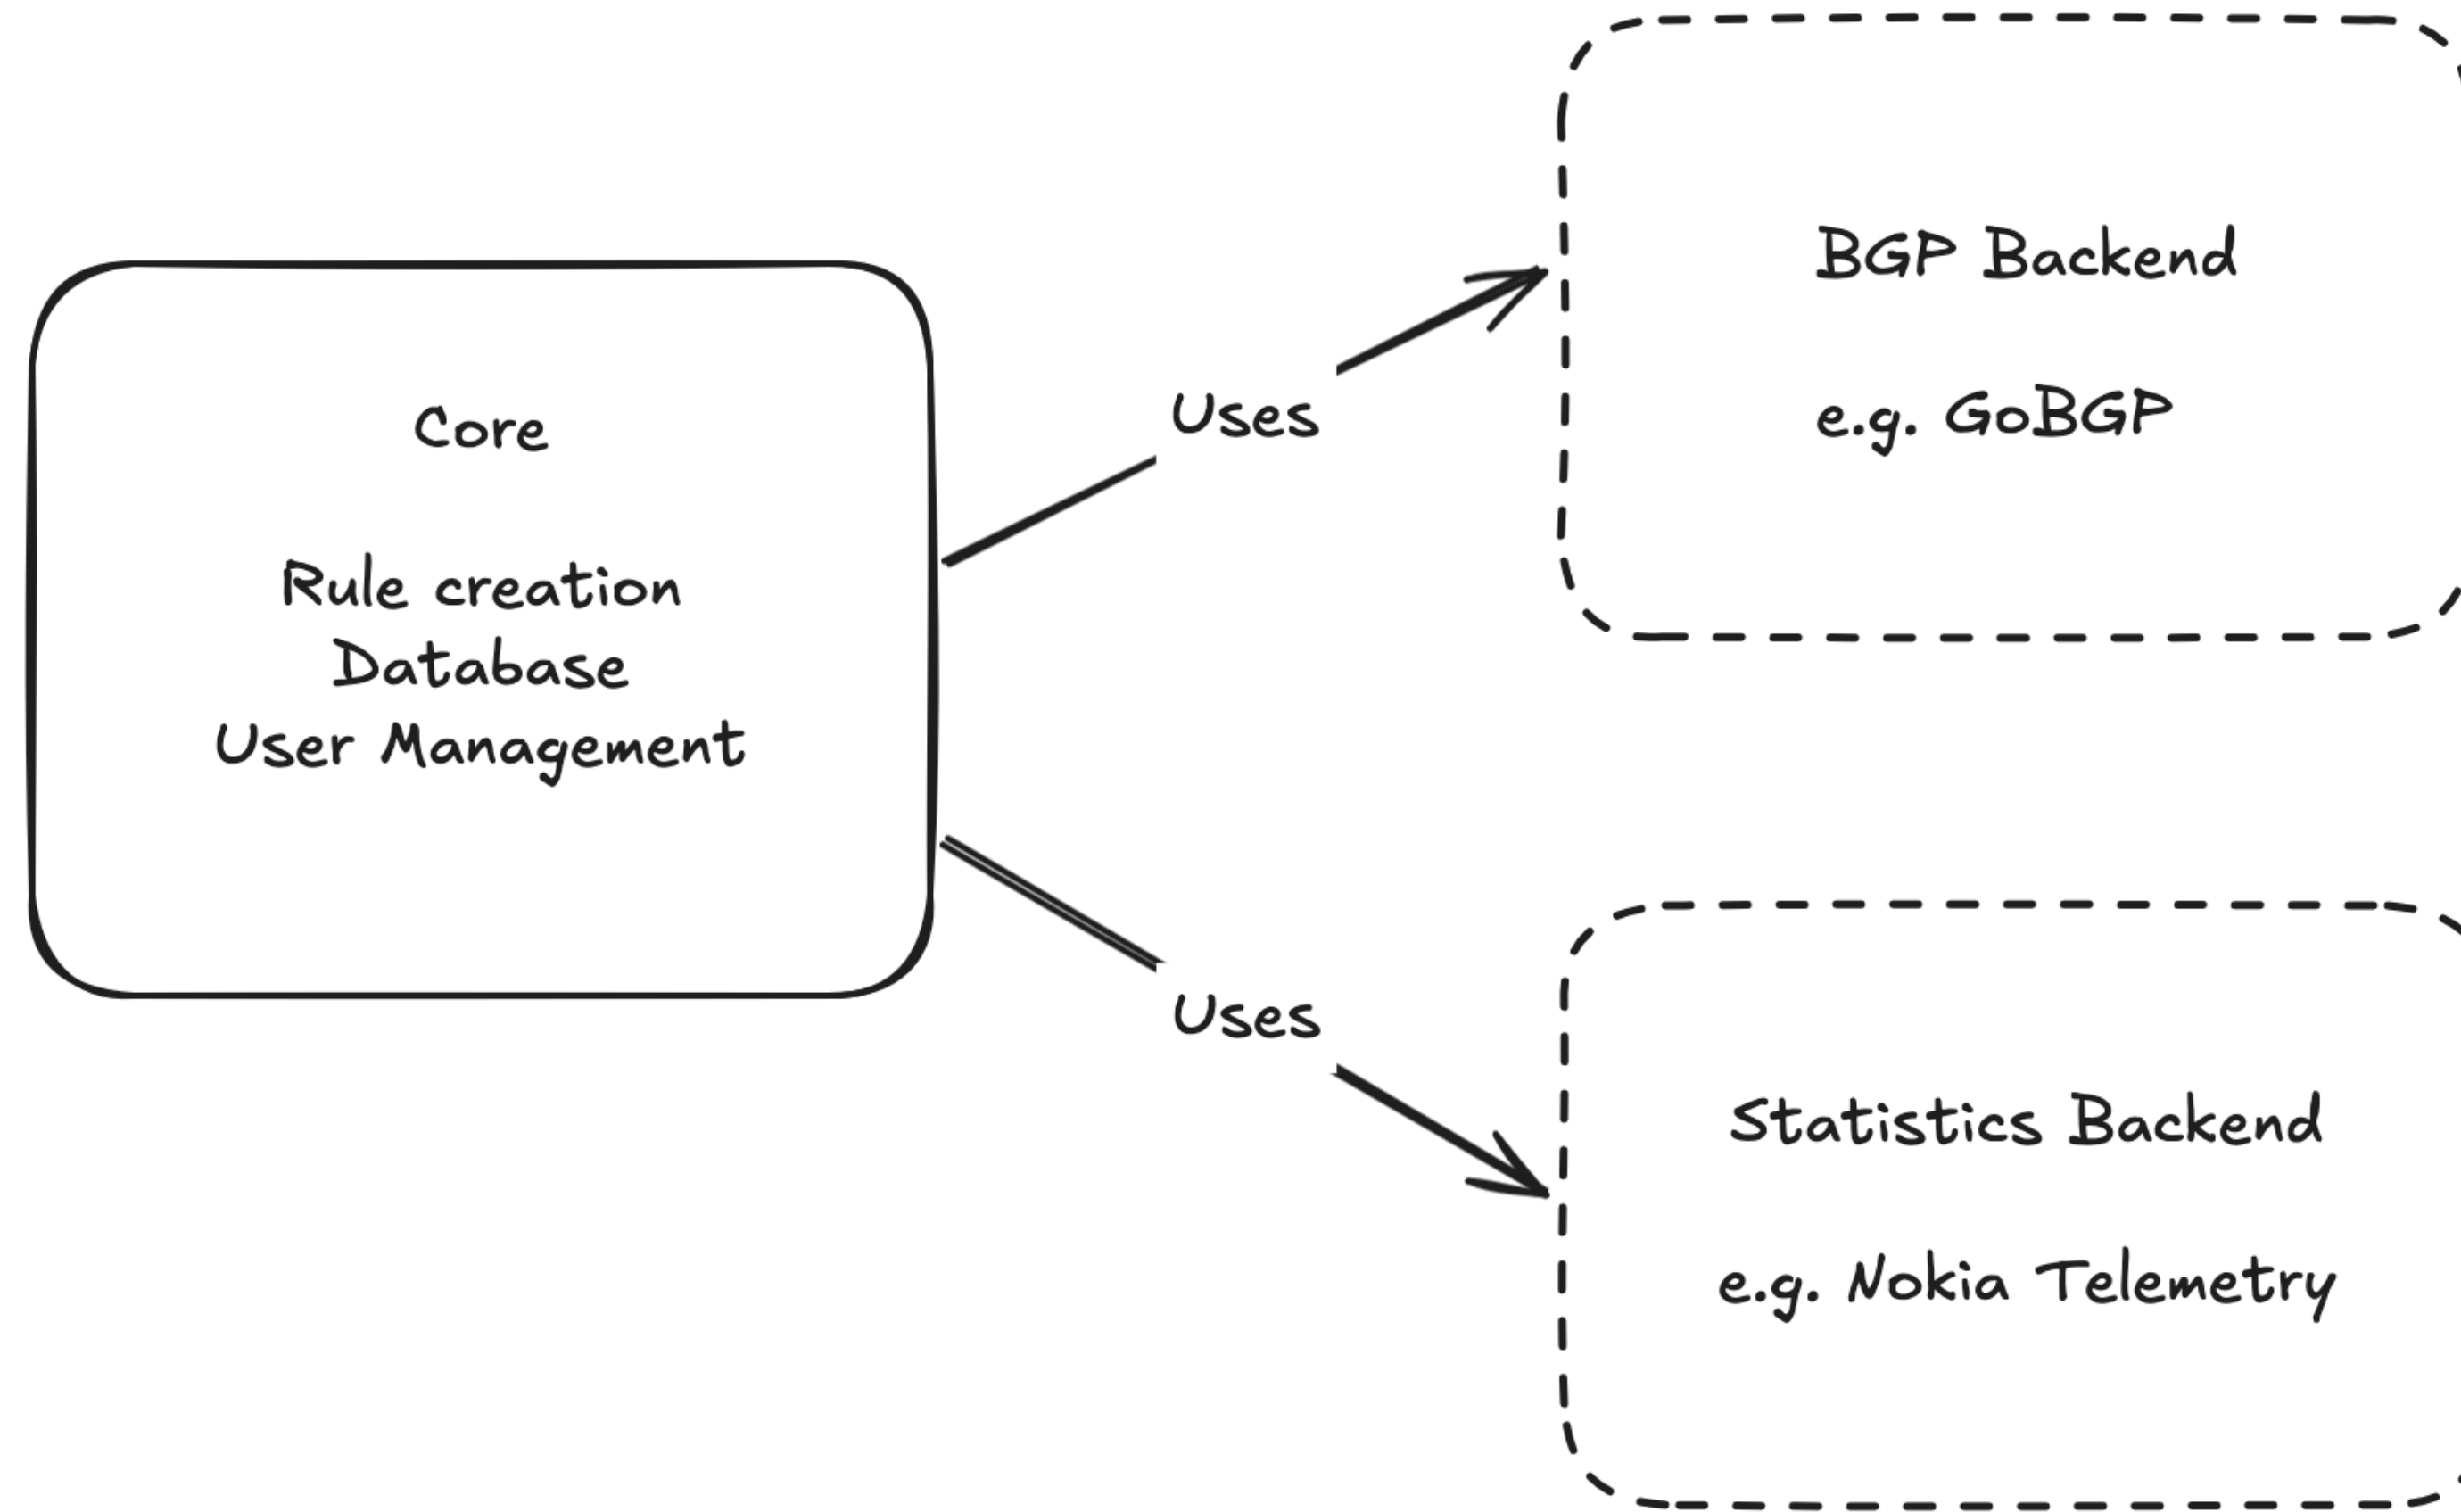 Core
Rule creation
Database
User Management
Uses
BGP Backend
e.g. GoBGP
Uses
Statistics Backend
e.g. Nokia Telemetry